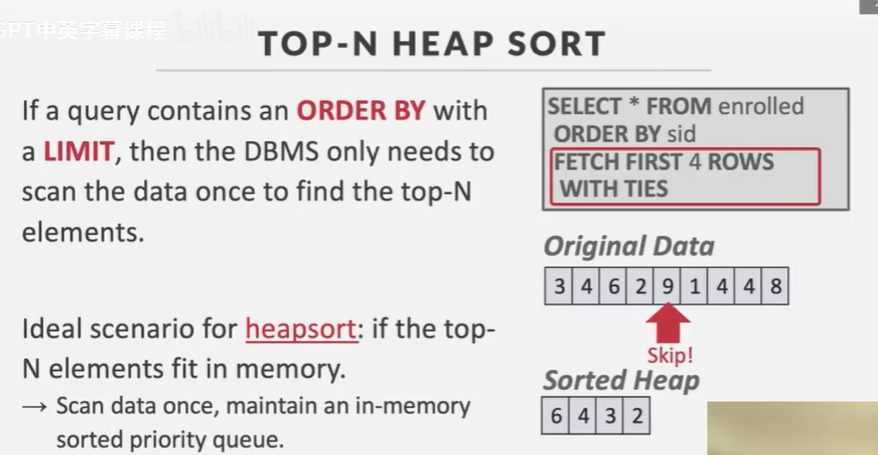 GPT中英字幕课程
bilibili
TOP-N HEAP SORT
If a query contains an ORDER BY with
a LIMIT, then the DBMS only needs to
scan the data once to find the top-N
elements.
Ideal scenario for heapsort: if the top-
N elements fit in memory.
→ Scan data once, maintain an in-memory
sorted priority queue.
SELECT * FROM enrolled
ORDER BY sid
FETCH FIRST 4 ROWS
WITH TIES
Original Data
3 4 6 2 9 1 4 4 8
Skip!
Sorted Heap
6 4 3 2